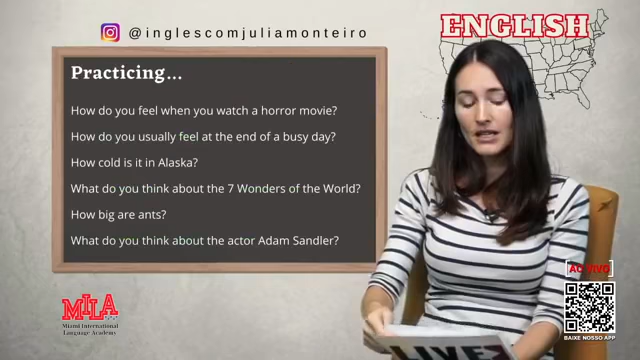 @inglescomjuliamonteiro
ENGLISH
Practicing...
How do you feel when you watch a horror movie?
How do you usually feel at the end of a busy day?
How cold is it in Alaska?
What do you think about the 7 Wonders of the World?
How big are ants?
What do you think about the actor Adam Sandler?
AO VIVO
MILA
Miami International
Language Academy
BAIXE NOSSO APP
LIVE